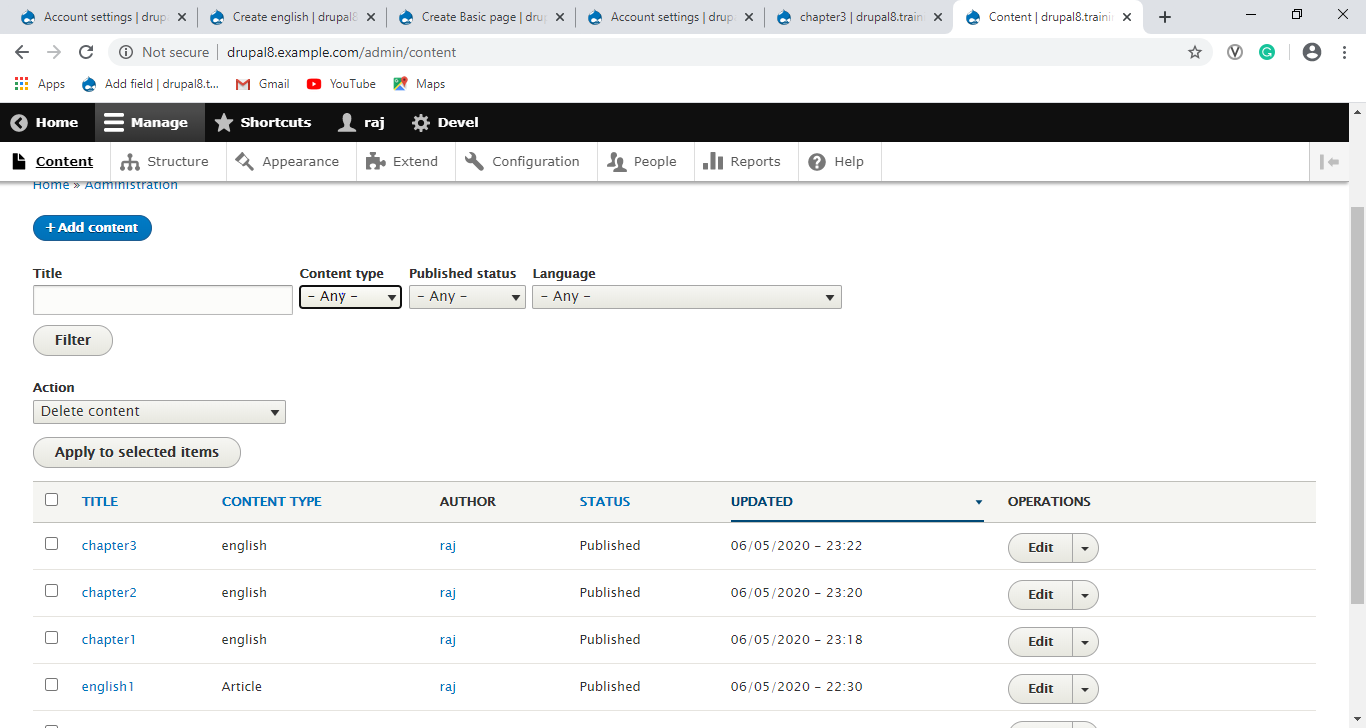 Account settings | drup
Create english | drupal8
Create Basic page | dru
Account settings | drup
chapter3 | drupal8.train
Content | drupal8.traini
Not secure
drupal8.example.com/admin/content
Apps
Add field | drupal8.t...
Gmail
YouTube
Maps
Home
Manage
Shortcuts
raj
Devel
Content
Structure
Appearance
Extend
Configuration
People
Reports
Help
Home » Administration
+ Add content
Title
Content type
Published status
Language
- Any -
- Any -
- Any -
Filter
Action
Delete content
Apply to selected items
TITLE CONTENT TYPE AUTHOR STATUS UPDATED OPERATIONS
chapter3 english raj Published 06/05/2020 - 23:22 Edit
chapter2 english raj Published 06/05/2020 - 23:20 Edit
chapter1 english raj Published 06/05/2020 - 23:18 Edit
english1 Article raj Published 06/05/2020 - 22:30 Edit